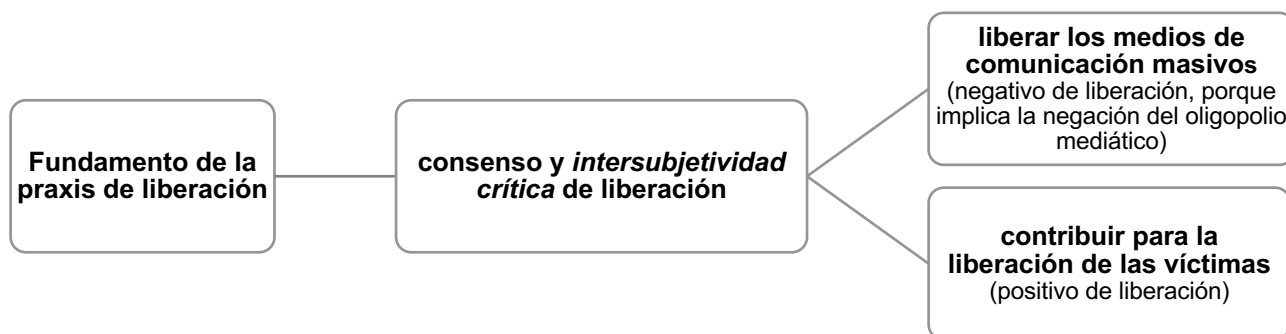 Fundamento de la
praxis de liberación
consenso y intersubjetividad
crítica de liberación
liberar los medios de
comunicación masivos
(negativo de liberación, porque
implica la negación del oligopolio
mediático)
contribuir para la
liberación de las víctimas
(positivo de liberación)